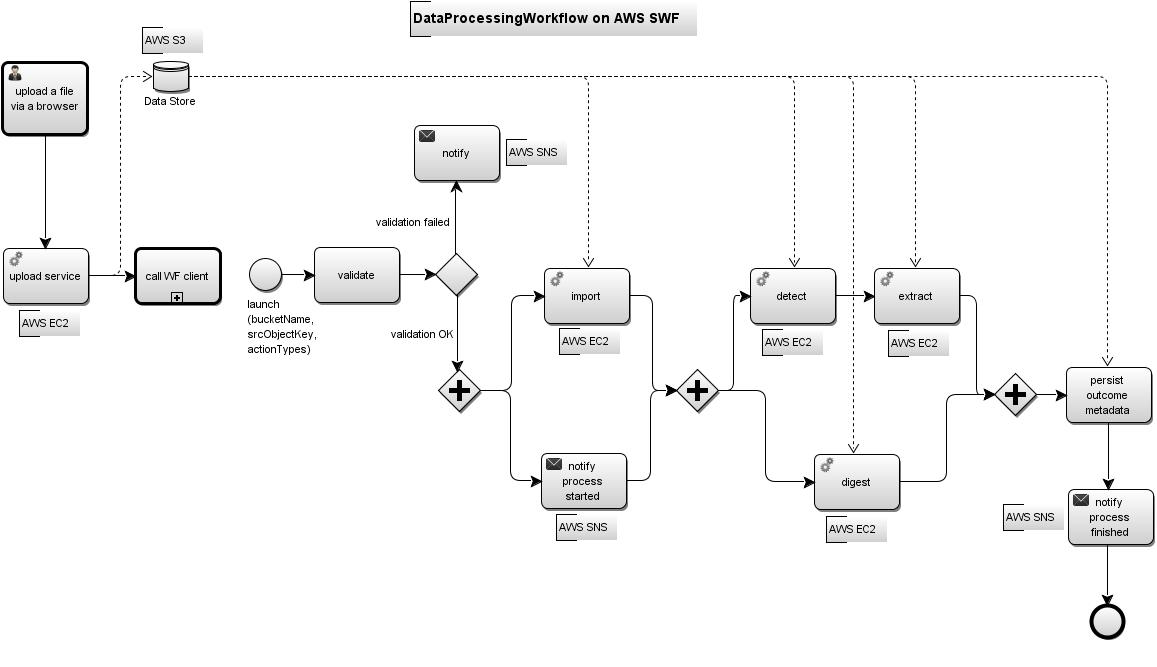 DataProcessingWorkflow on AWS SWF
AWS S3
upload a file
via a browser
Data Store
notify
AWS SNS
validation failed
upload service
call WF client
validate
import
detect
extract
launch
(bucketName,
srcObjectKey,
actionTypes)
AWS EC2
validation OK
AWS EC2
AWS EC2
AWS EC2
persist
outcome
metadata
notify
process
started
digest
AWS SNS
AWS EC2
AWS SNS
notify
process
finished